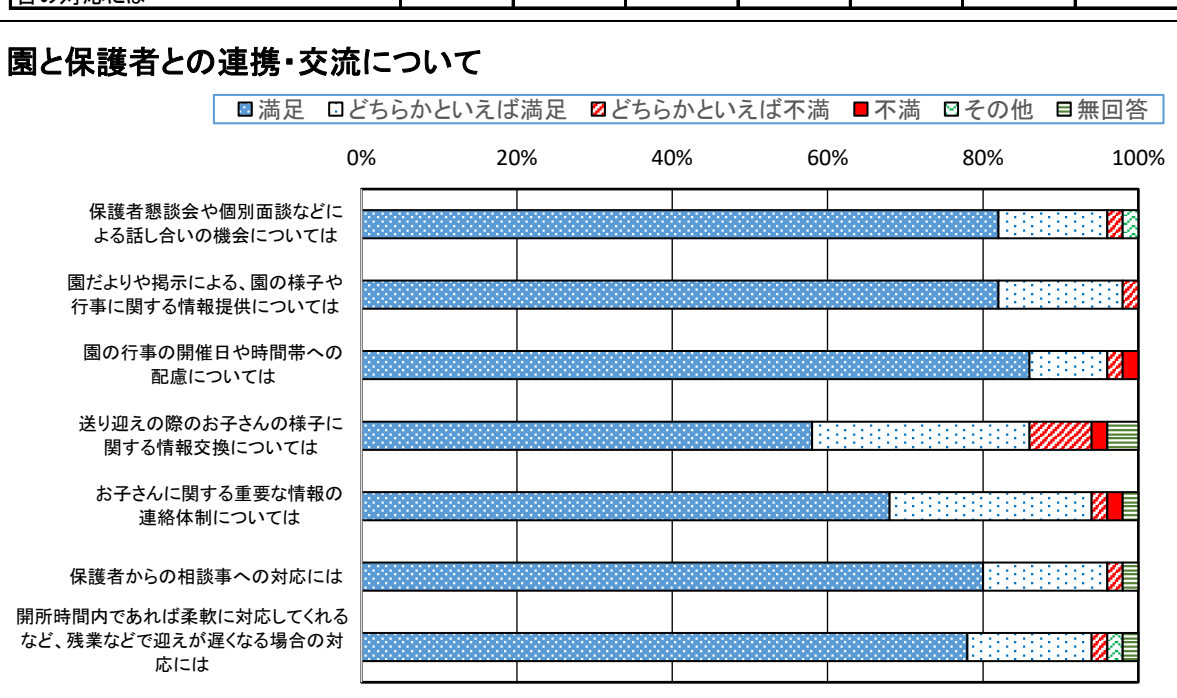 園と保護者との連携・交流について
満足 どちらかといえば満足 どちらかといえば不満 不満 その他 無回答
0% 20% 40% 60% 80% 100%
保護者懇談会や個別面談などに
よる話し合いの機会については
園だよりや掲示による、園の様子や
行事に関する情報提供については
園の行事の開催日や時間帯への
配慮については
送り迎えの際のお子さんの様子に
関する情報交換については
お子さんに関する重要な情報の
連絡体制については
保護者からの相談事への対応には
開所時間内であれば柔軟に対応してくれる
など、残業などで迎えが遅くなる場合の対
応には